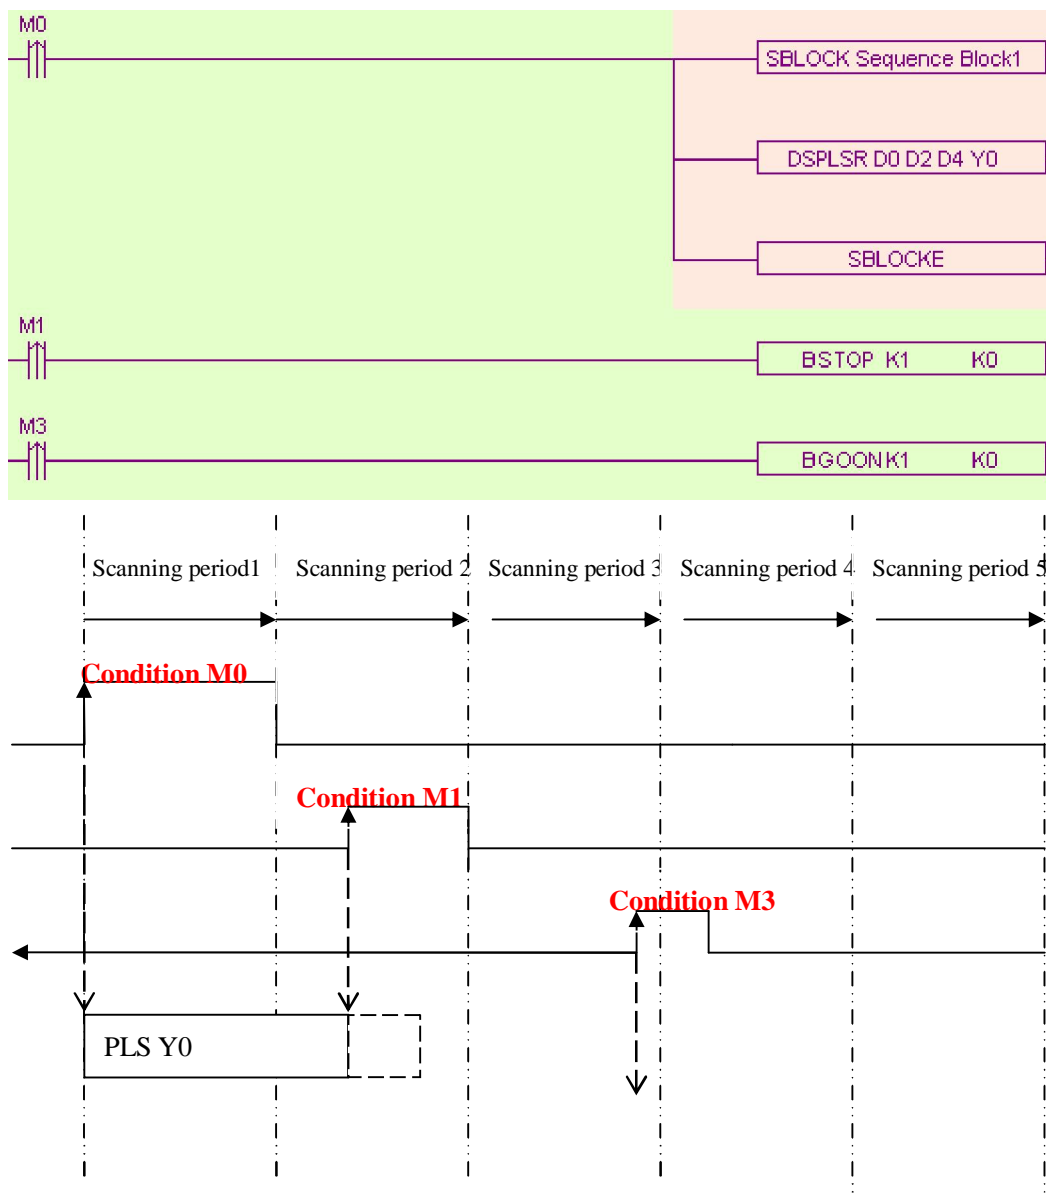 M0
SBLOCK Sequence Block1
DSPLSR D0 D2 D4 Y0
SBLOCKE
M1
BSTOP K1 K0
M3
BGOONK1 K0
Scanning period1 Scanning period 2 Scanning period 3 Scanning period 4 Scanning period 5
Condition M0
Condition M1
Condition M3
PLS Y0